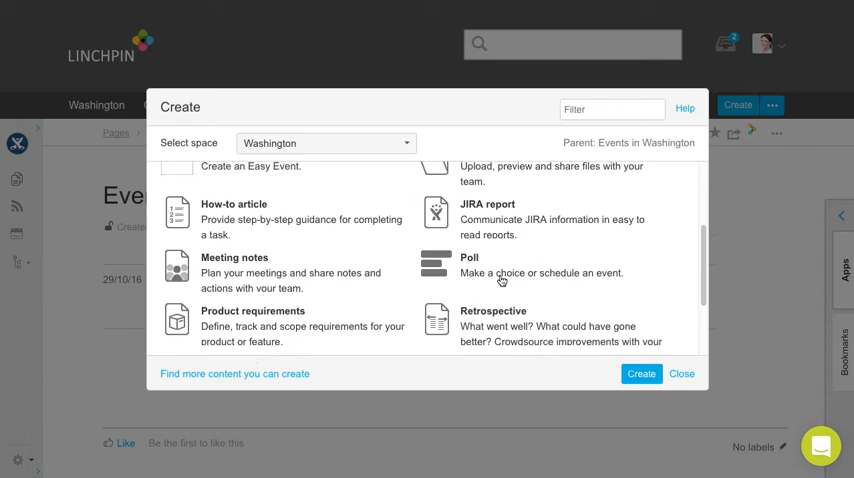 LINCHPIN
2
Washington
Create
•••
Create
Filter
Help
Select space
Washington
Parent: Events in Washington
Pages
Create an Easy Event.
Upload, preview and share files with your
team.
How-to article
Provide step-by-step guidance for completing
a task.
JIRA report
Communicate JIRA information in easy to
read reports.
Meeting notes
Plan your meetings and share notes and
actions with your team.
Poll
Make a choice or schedule an event.
Product requirements
Define, track and scope requirements for your
product or feature.
Retrospective
What went well? What could have gone
better? Crowdsource improvements with your
29/10/16
Find more content you can create
Create
Close
Like
Be the first to like this
No labels
Apps
Bookmarks